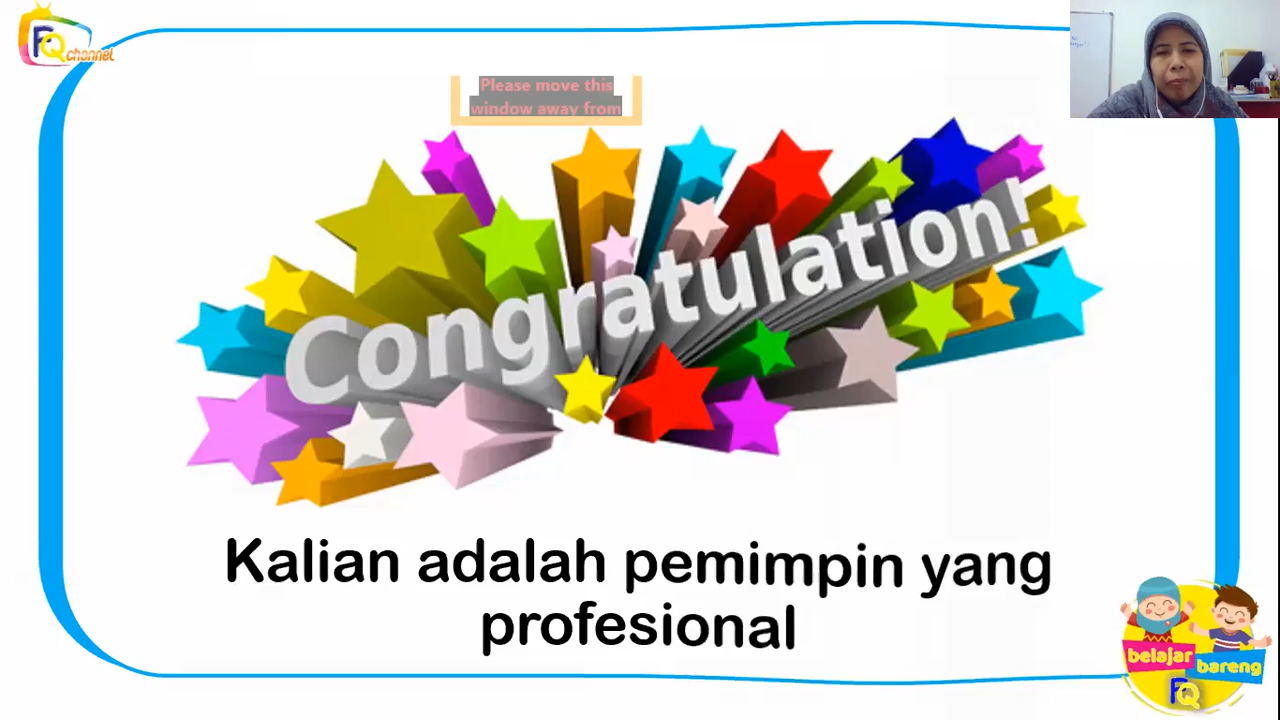 FQ channel
Please move this
window away from
Congratulation!
Kalian adalah pemimpin yang
profesional
belajar
bareng
FQ